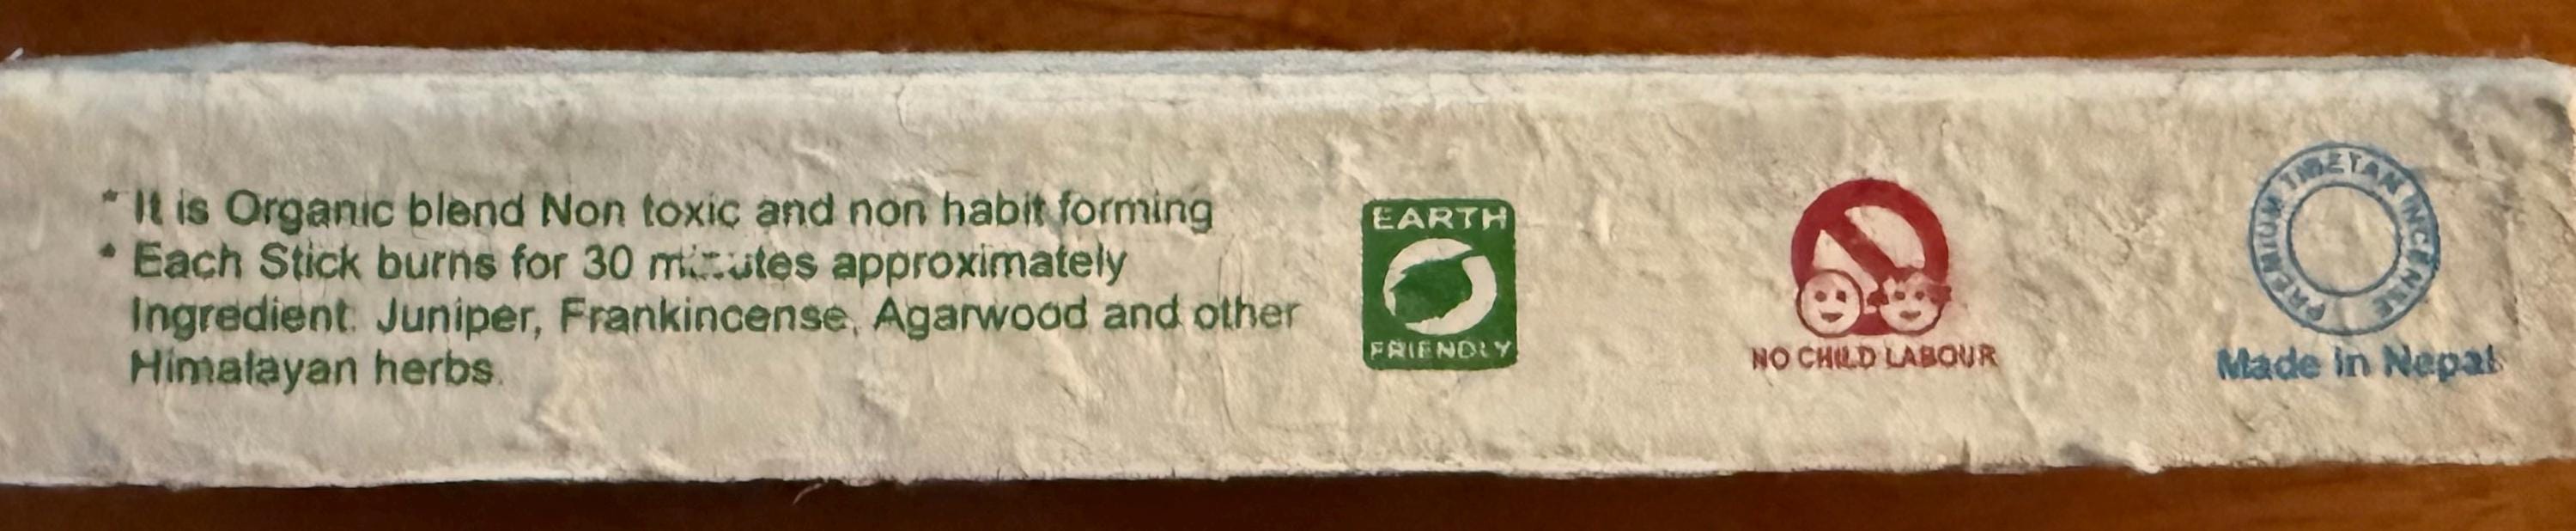 * It is Organic blend Non toxic and non habit forming
* Each Stick burns for 30 minutes approximately
Ingredient: Juniper, Frankincense, Agarwood and other
Himalayan herbs.
EARTH
FRIENDLY
NO CHILD LABOUR
PREMIUM TIBETAN INCENSE
Made in Nepal